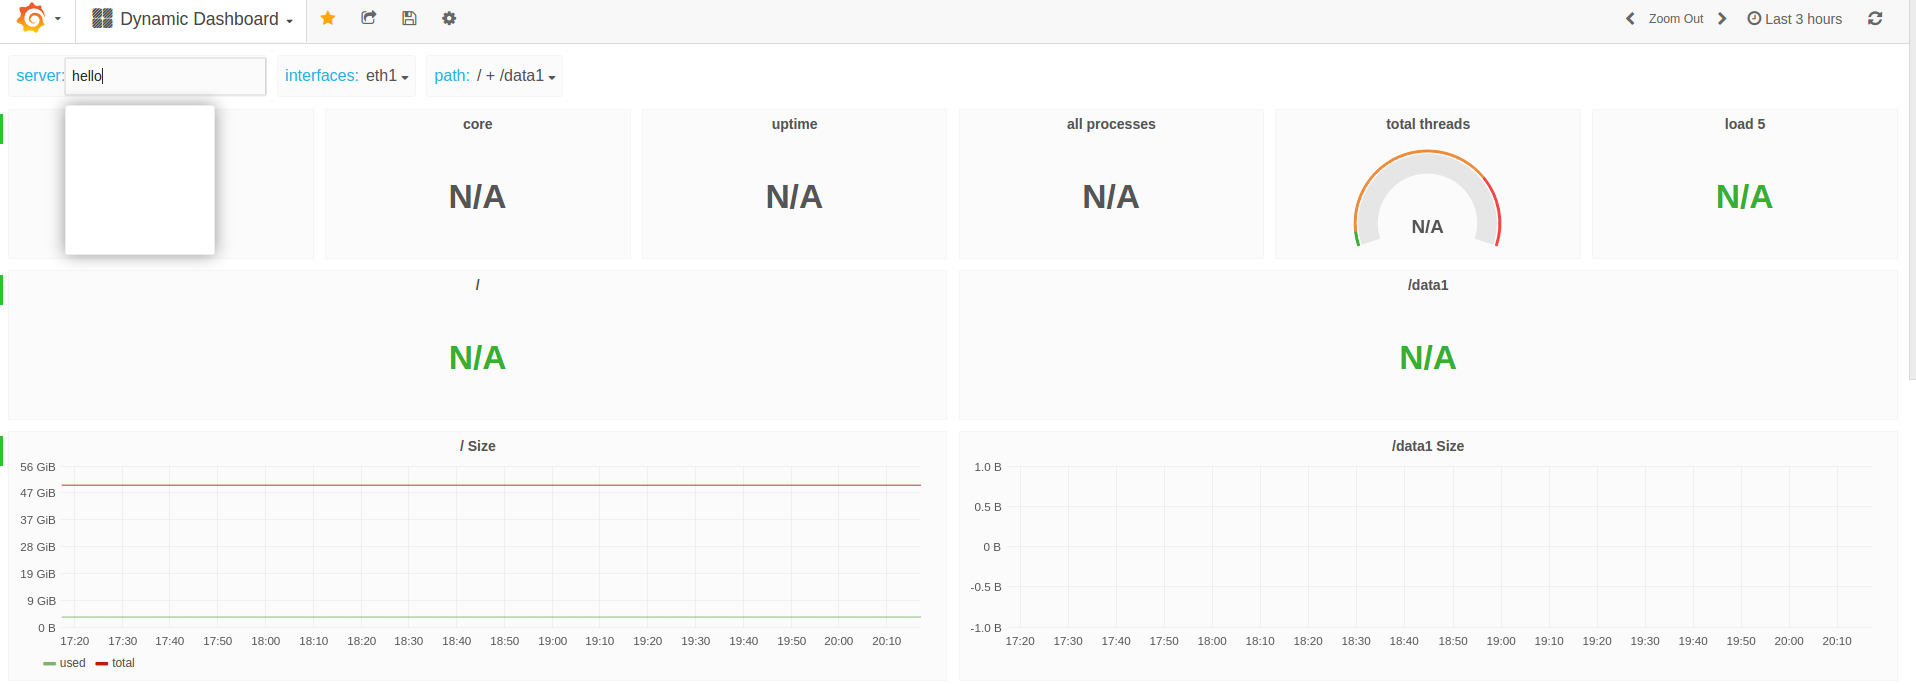 Dynamic Dashboard
Zoom Out
Last 3 hours
server:
hello
interfaces: eth1
path: / + /data1
core
uptime
all processes
total threads
load 5
N/A
N/A
N/A
N/A
N/A
/
/data1
N/A
N/A
/ Size
/data1 Size
56 GiB
47 GiB
37 GiB
28 GiB
19 GiB
9 GiB
0 B
17:20 17:30 17:40 17:50 18:00 18:10 18:20 18:30 18:40 18:50 19:00 19:10 19:20 19:30 19:40 19:50 20:00 20:10
used total
1.0 B
0.5 B
0 B
-0.5 B
-1.0 B
17:20 17:30 17:40 17:50 18:00 18:10 18:20 18:30 18:40 18:50 19:00 19:10 19:20 19:30 19:40 19:50 20:00 20:10